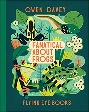 OWEN DAVEY
FANATICAL
ABOUT
FROGS
FLYING EYE BOOKS